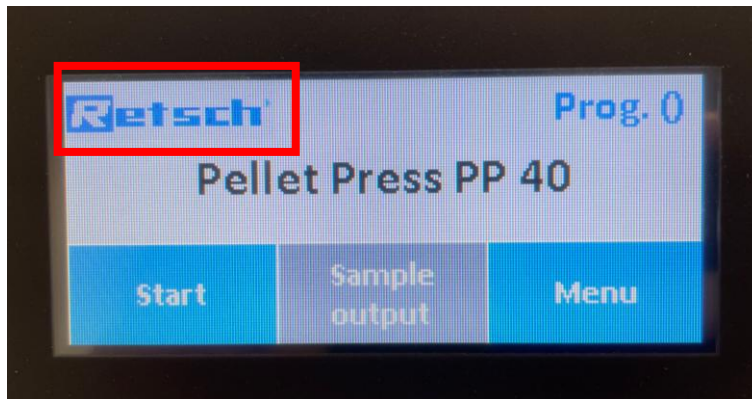 Retsch Prog. 0
Pellet Press PP 40
Start
Sample
output
Menu